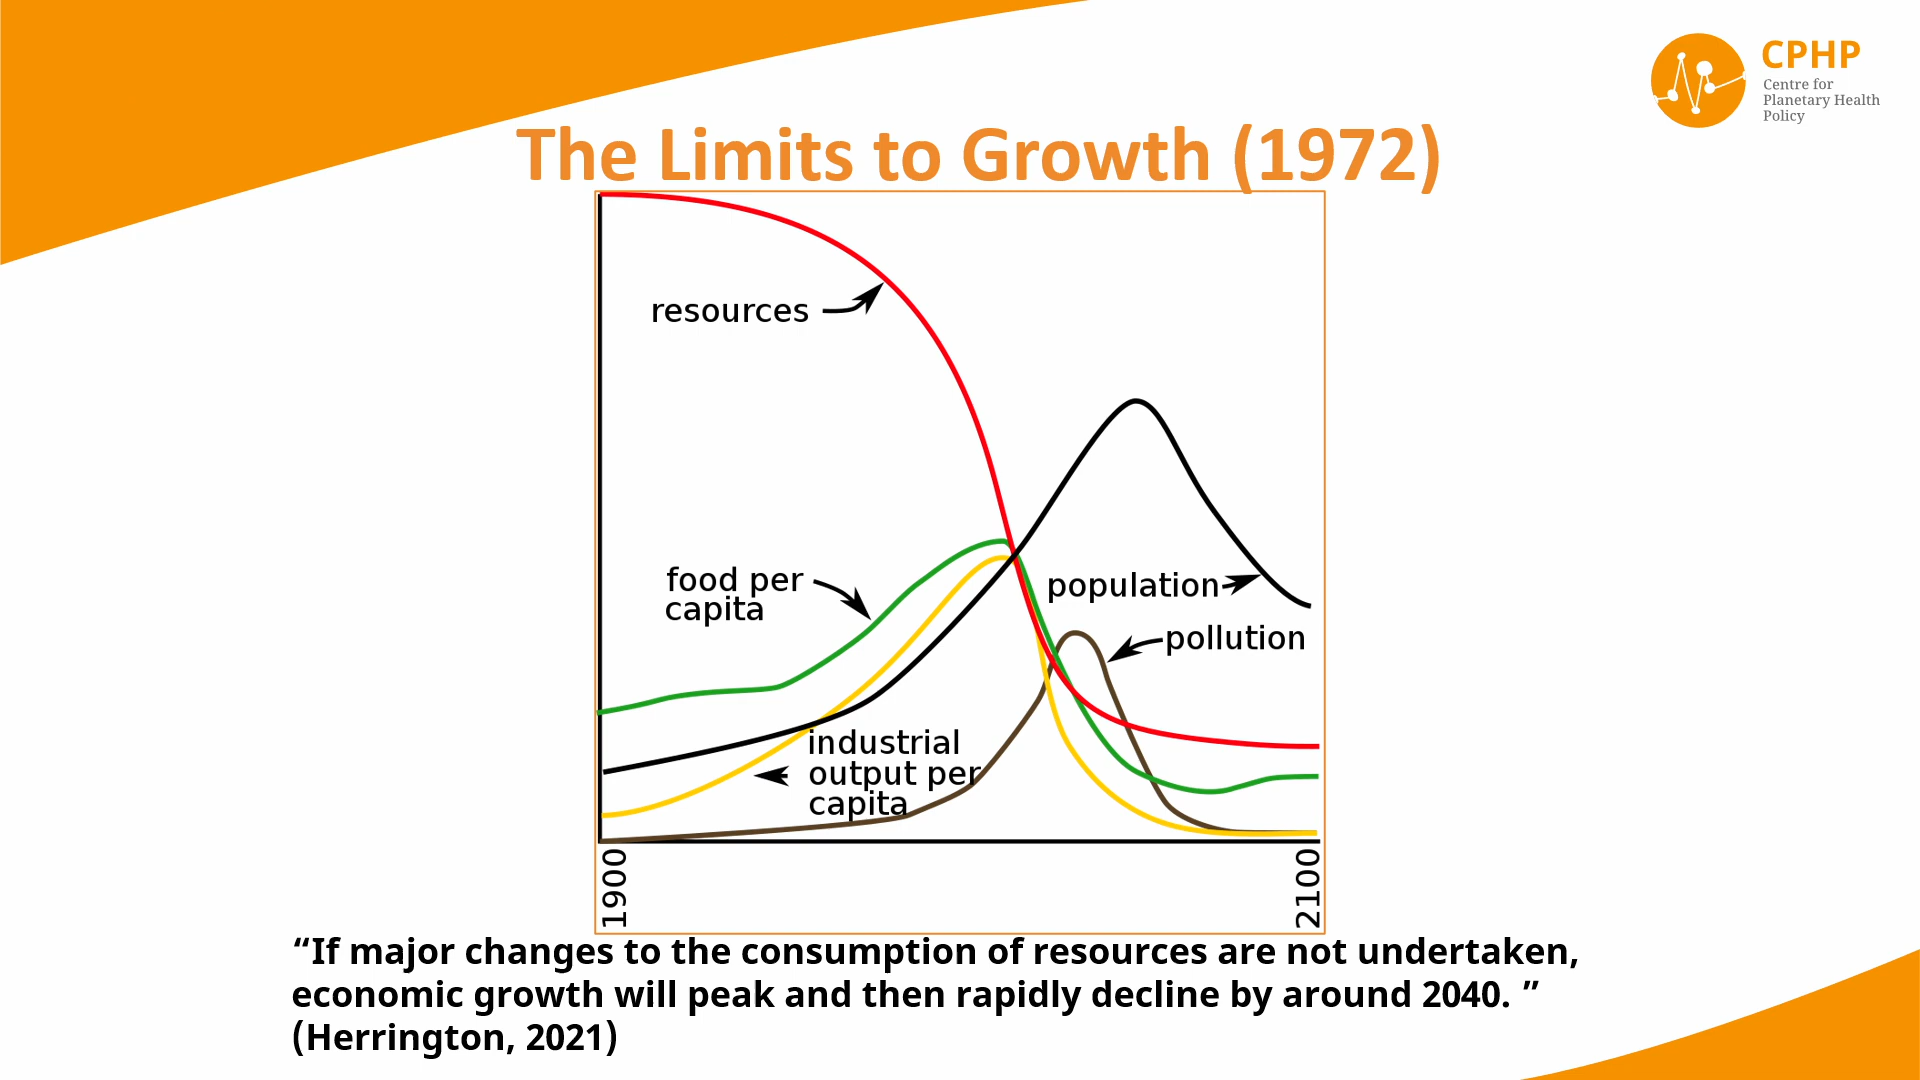 CPHP
Centre for
Planetary Health
Policy
The Limits to Growth (1972)
resources
food per
capita
population
pollution
industrial
output per
capita
1900
2100
“If major changes to the consumption of resources are not undertaken,
economic growth will peak and then rapidly decline by around 2040. ”
(Herrington, 2021)